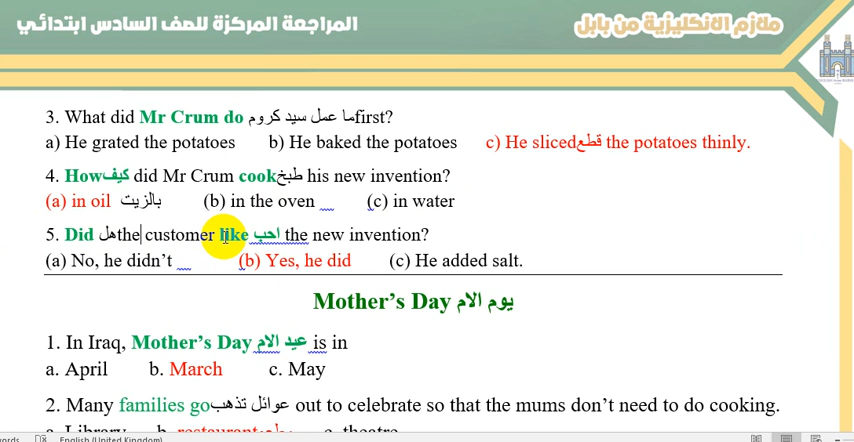 المراجعة المركزة للصف السادس ابتدائي
ملازم الانكليزية من بابل
3. What did Mr Crum do ما عمل سيد كروم first?
a) He grated the potatoes b) He baked the potatoes c) He sliced قطع the potatoes thinly.
4. How كيف did Mr Crum cook طبخ his new invention?
(a) in oil بالزيت (b) in the oven (c) in water
5. Did هل the customer like احب the new invention?
(a) No, he didn’t (b) Yes, he did (c) He added salt.
Mother’s Day يوم الام
1. In Iraq, Mother’s Day عيد الام is in
a. April b. March c. May
2. Many families go عوائل تذهب out to celebrate so that the mums don’t need to do cooking.
a. Library b. restaurant مطعم c. theatre
English (United Kingdom)